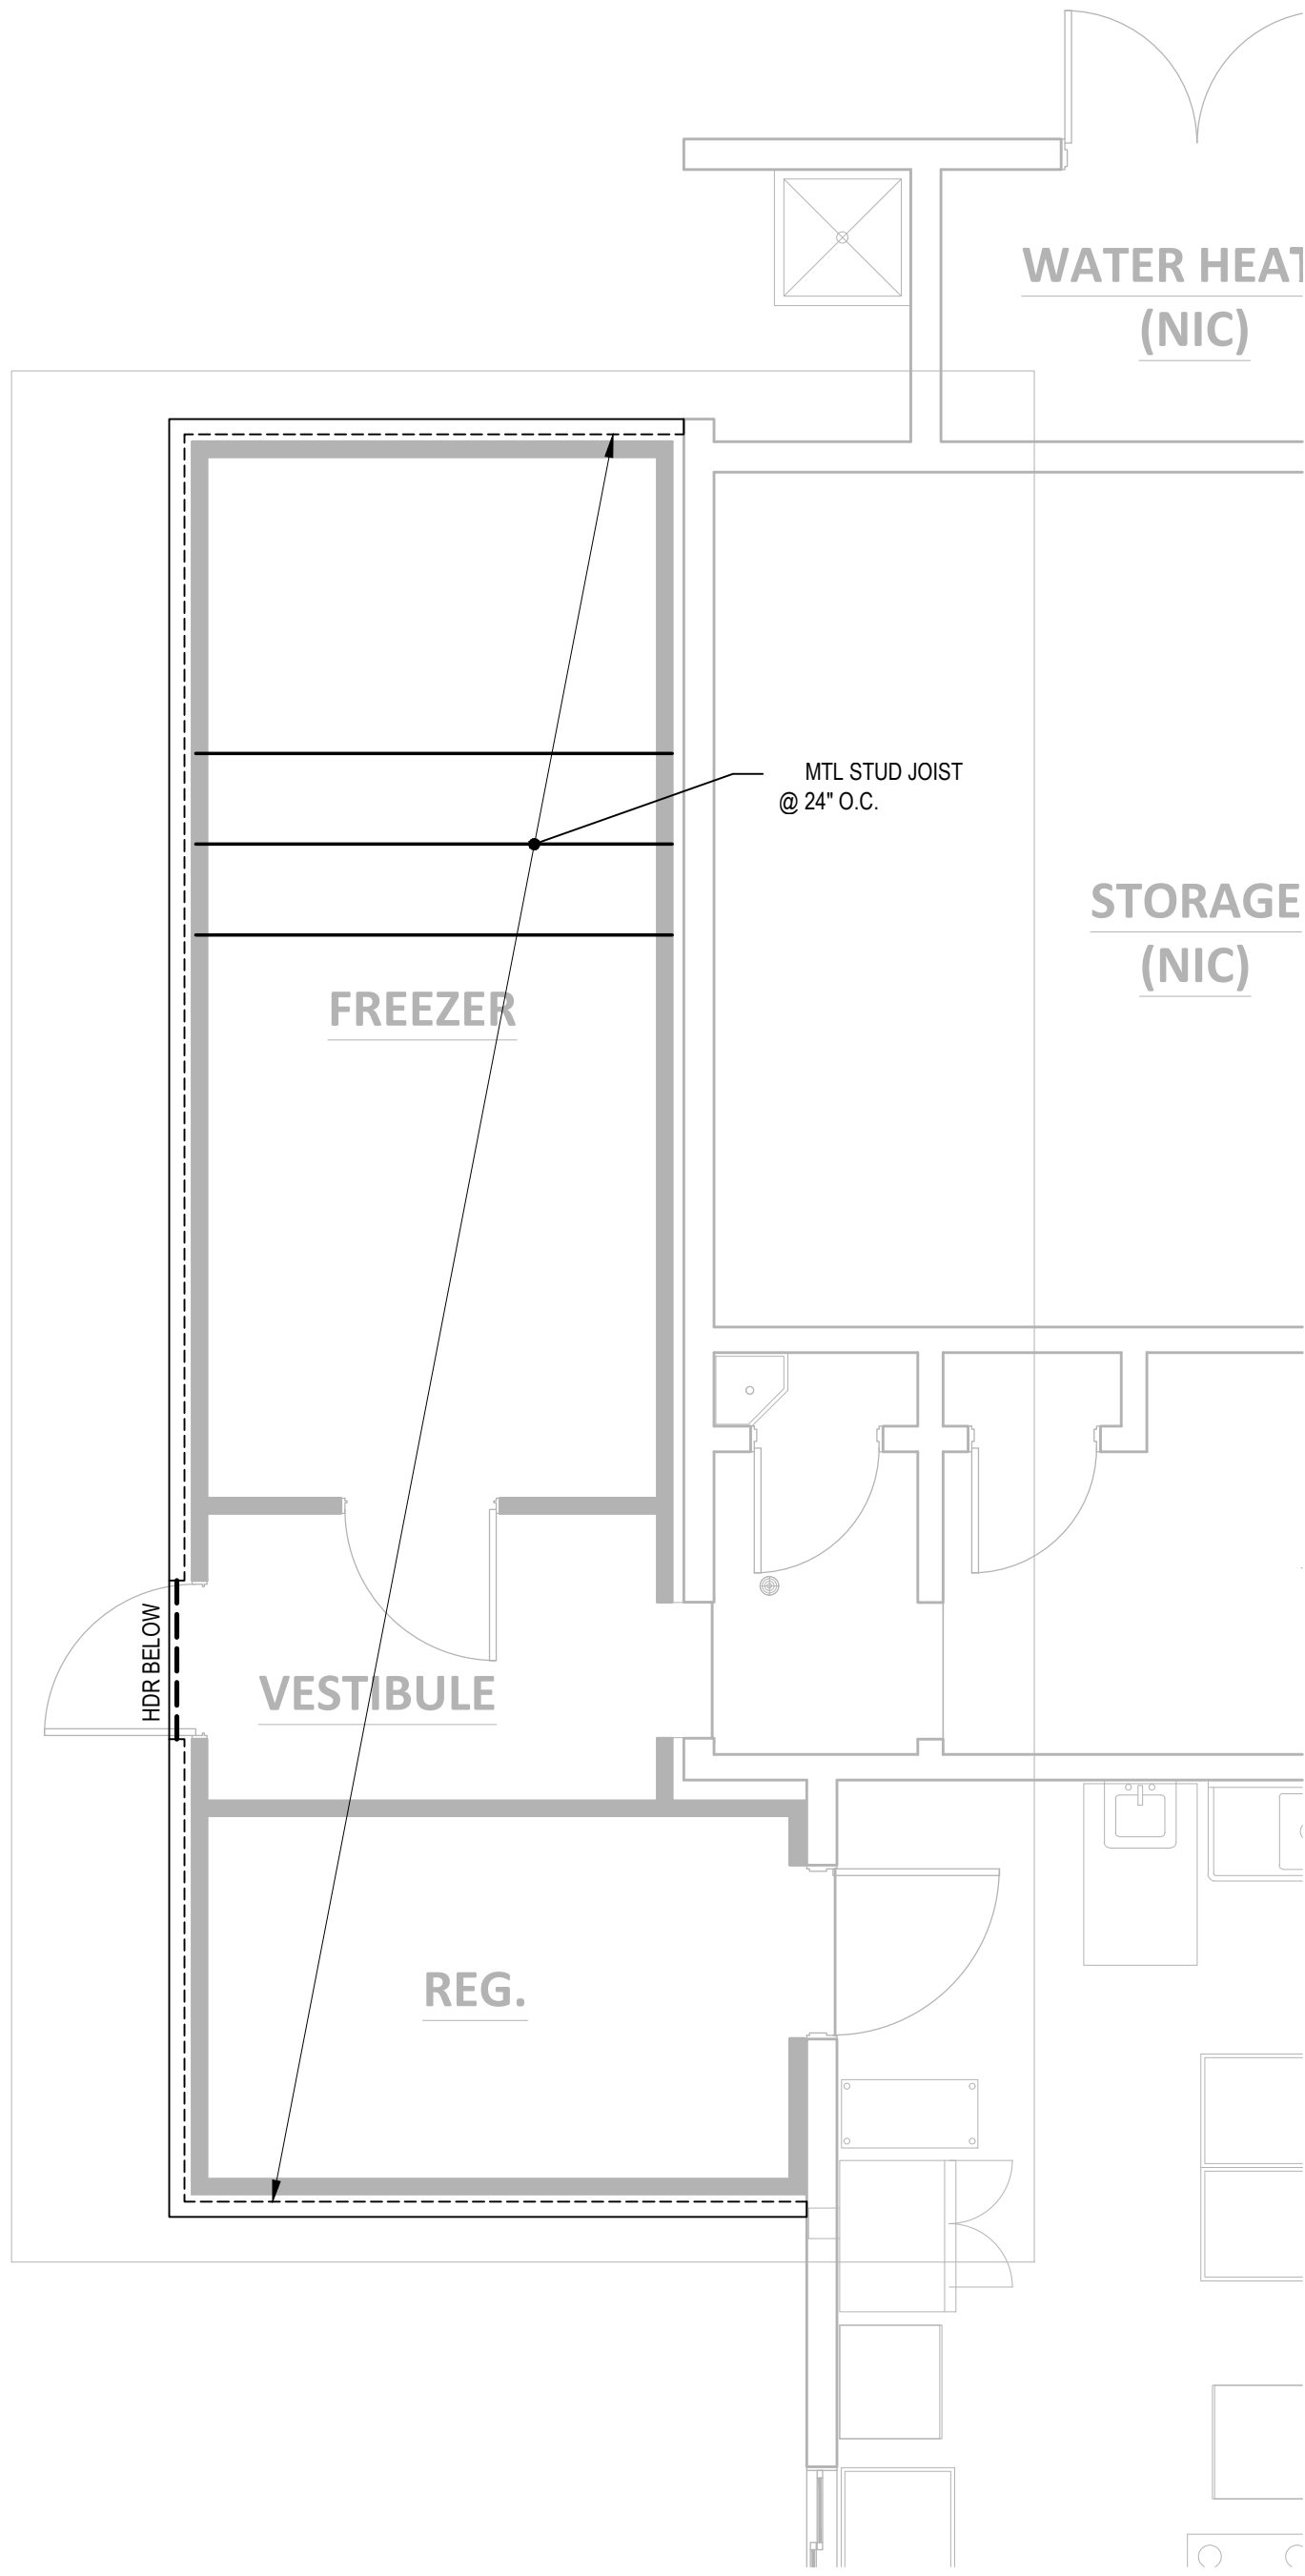 WATER HEAT
(NIC)
MTL STUD JOIST
@ 24" O.C.
STORAGE
(NIC)
FREEZER
HDR BELOW
VESTIBULE
REG.